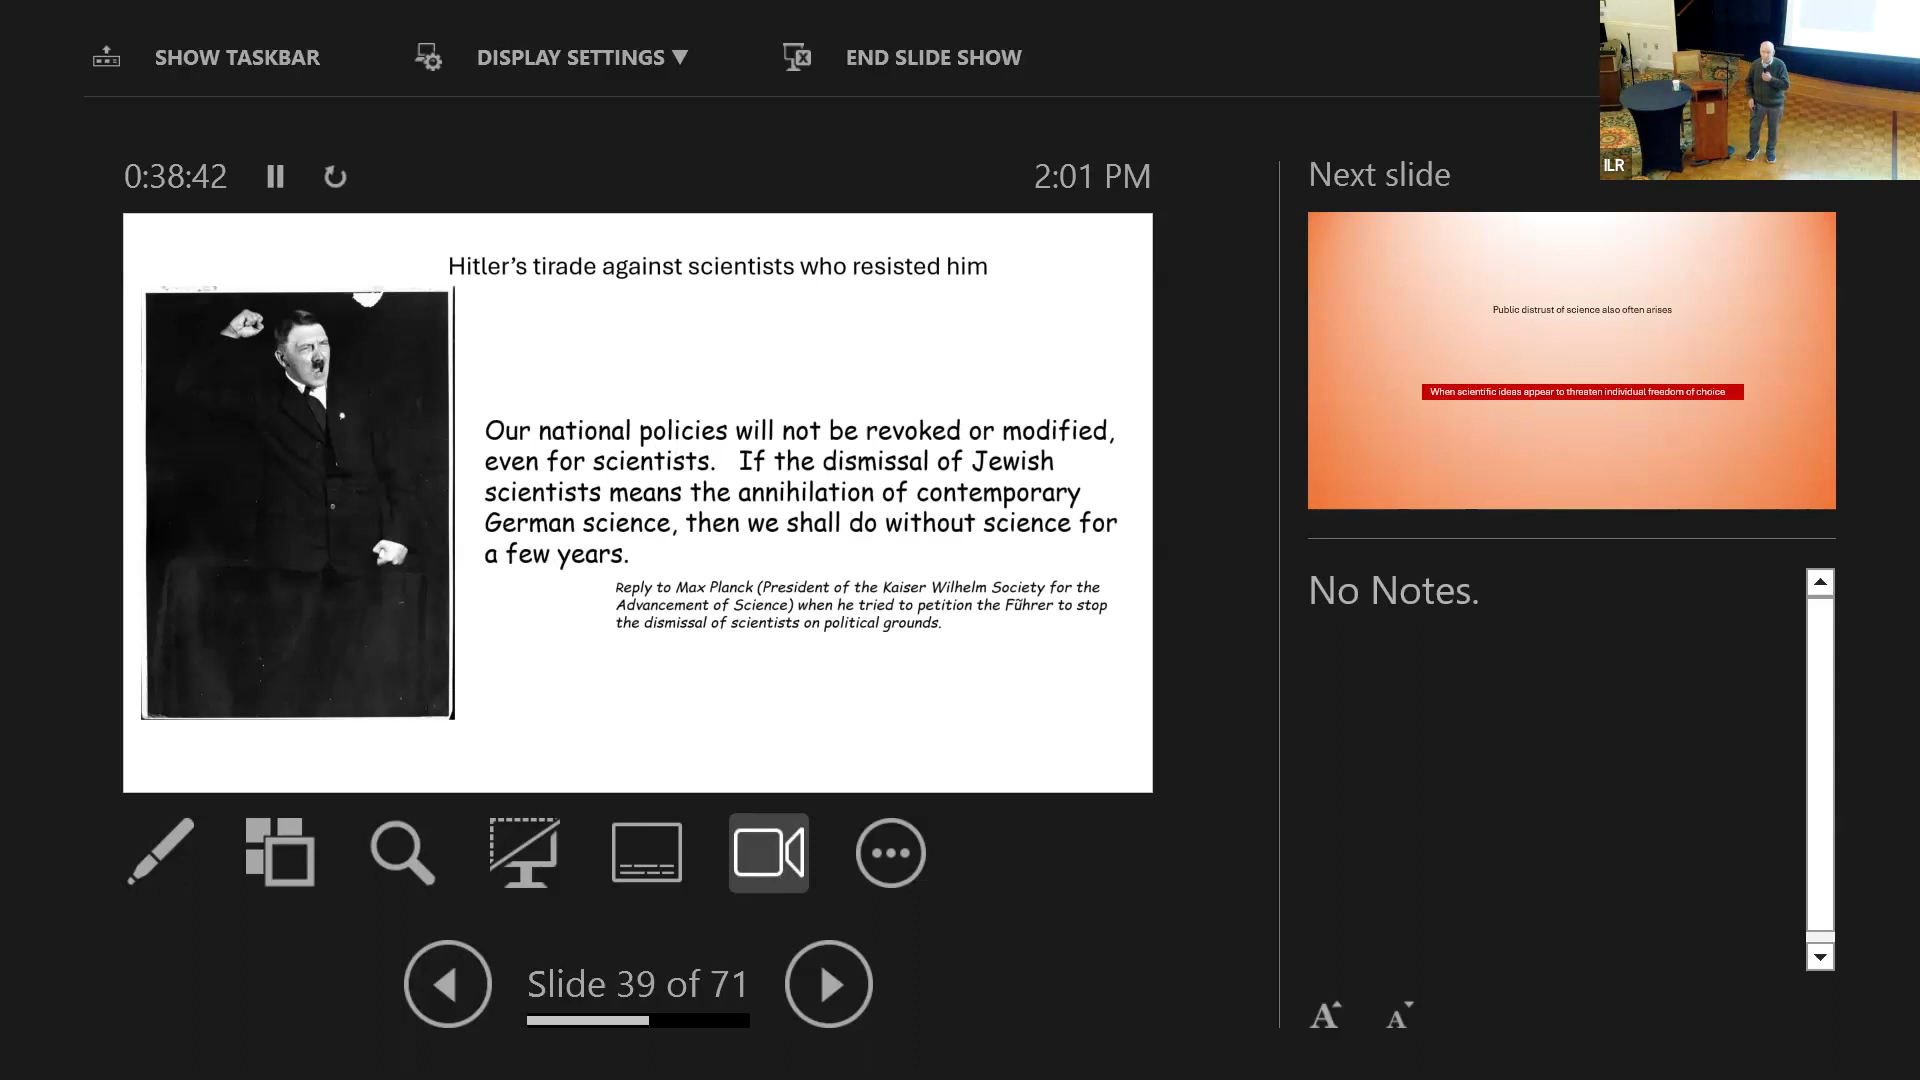 SHOW TASKBAR
DISPLAY SETTINGS ▼
END SLIDE SHOW
ILR
0:38:42
2:01 PM
Next slide
Hitler’s tirade against scientists who resisted him
Our national policies will not be revoked or modified,
even for scientists. If the dismissal of Jewish
scientists means the annihilation of contemporary
German science, then we shall do without science for
a few years.
Reply to Max Planck (President of the Kaiser Wilhelm Society for the
Advancement of Science) when he tried to petition the Führer to stop
the dismissal of scientists on political grounds.
Public distrust of science also often arises
When scientific ideas appear to threaten individual freedom of choice
No Notes.
Slide 39 of 71
A A